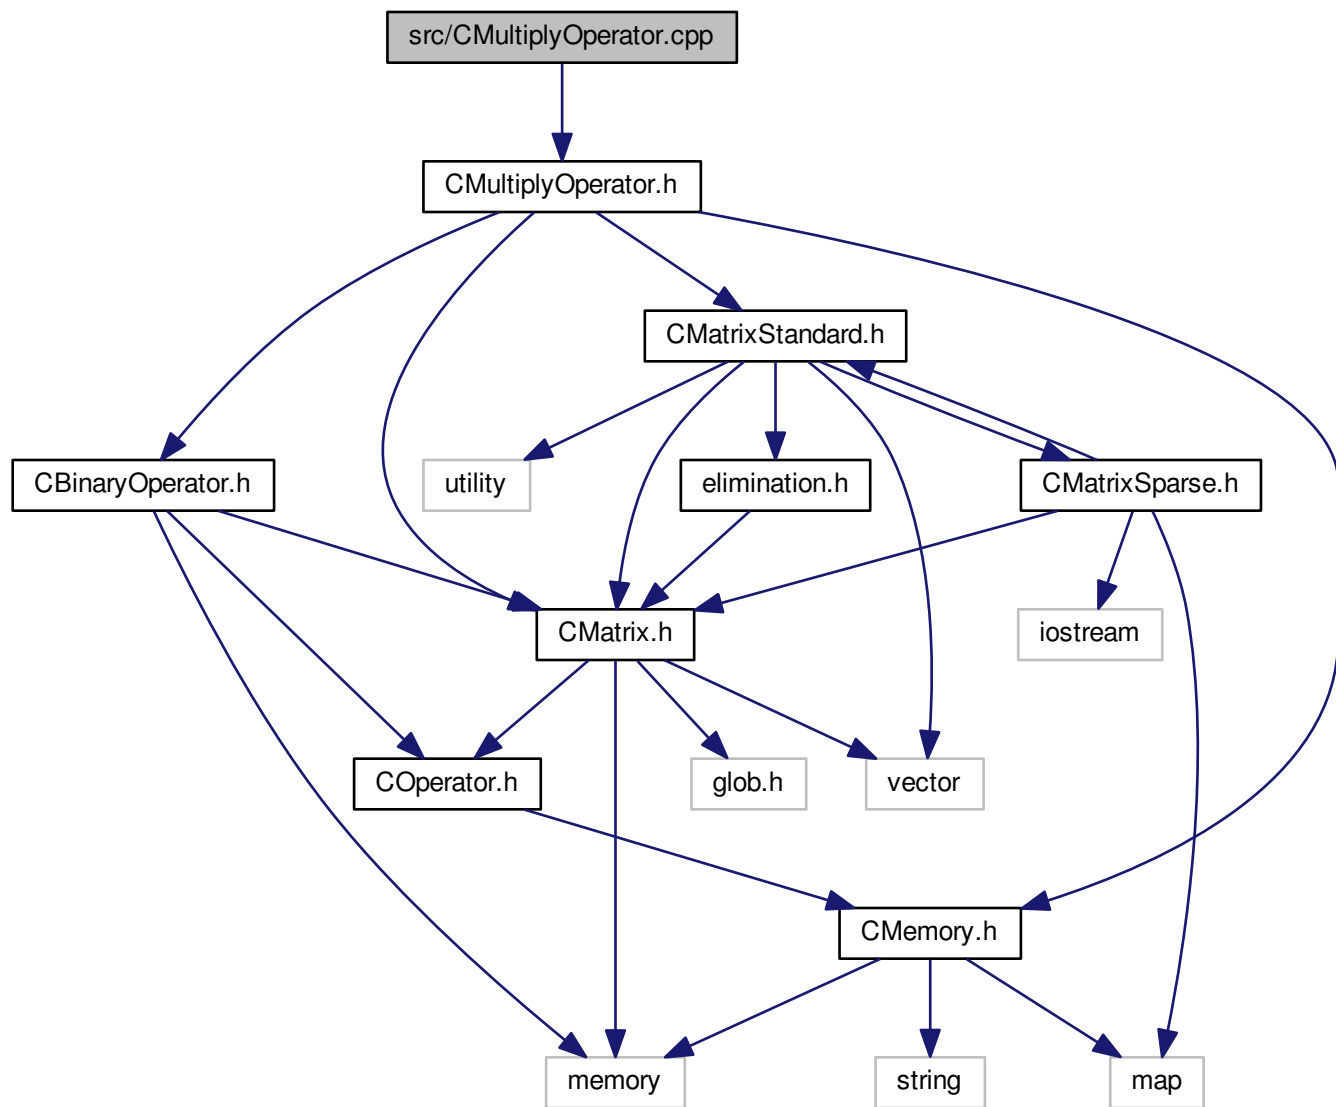 src/CMultiplyOperator.cpp
CMultiplyOperator.h
CMatrixStandard.h
CBinaryOperator.h
utility
elimination.h
CMatrixSparse.h
CMatrix.h
iostream
COperator.h
glob.h
vector
CMemory.h
memory
string
map